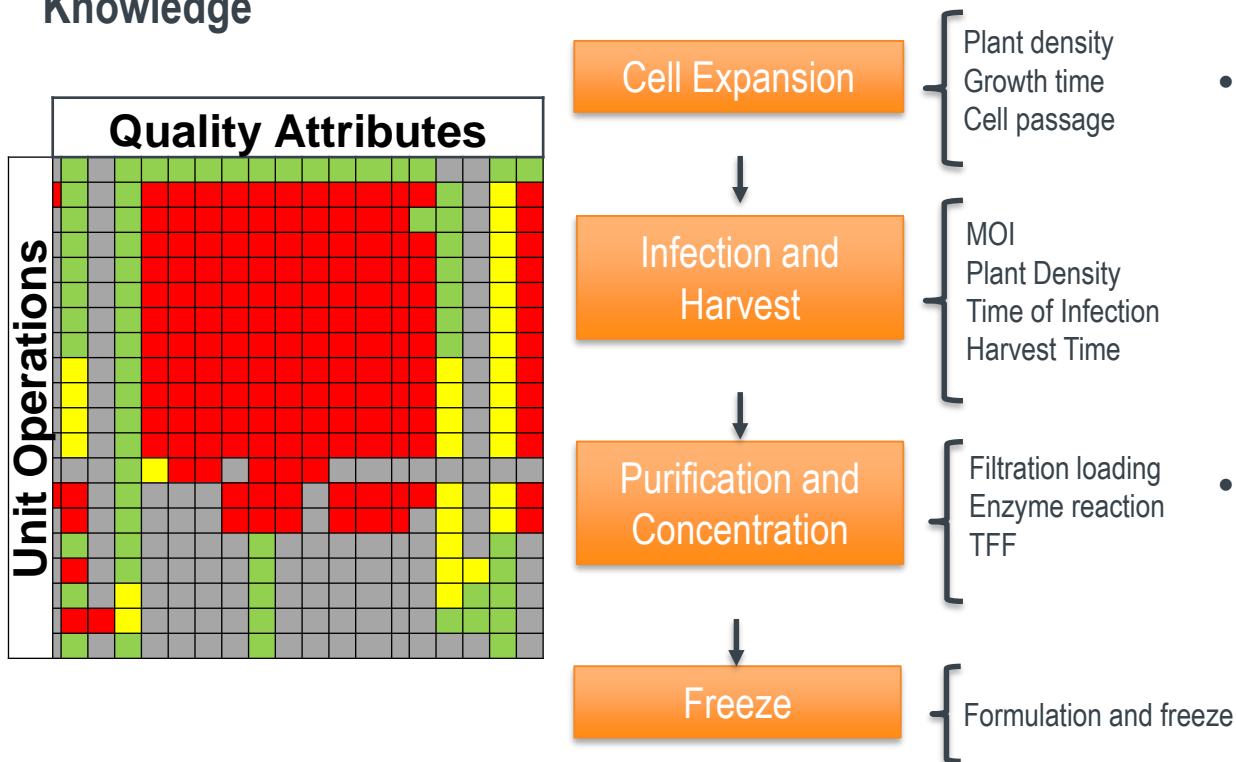 Knowledge
Quality Attributes
Unit Operations
Cell Expansion
Plant density
Growth time
Cell passage
•
Infection and
Harvest
MOI
Plant Density
Time of Infection
Harvest Time
Purification and
Concentration
Filtration loading
Enzyme reaction
TFF
•
Freeze
Formulation and freeze